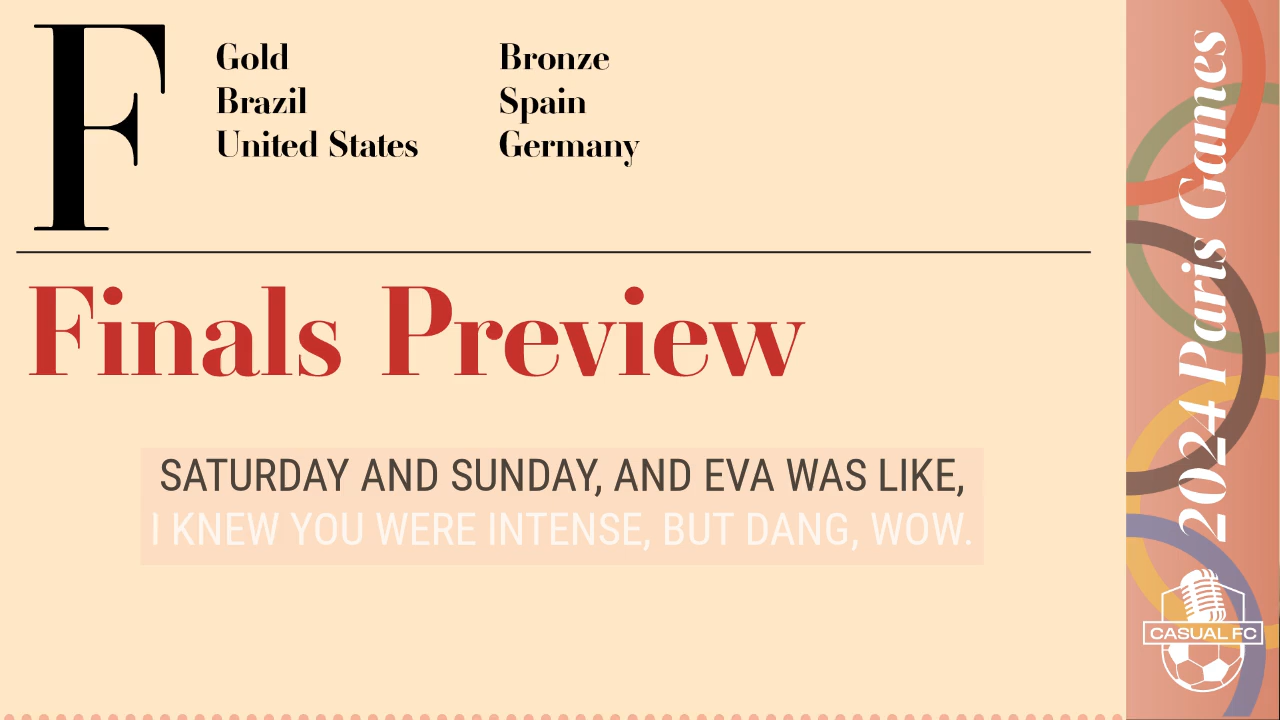 F
Gold
Brazil
United States
Bronze
Spain
Germany
Finals Preview
SATURDAY AND SUNDAY, AND EVA WAS LIKE,
I KNEW YOU WERE INTENSE, BUT DANG, WOW.
2024 Paris Games
CASUAL FC